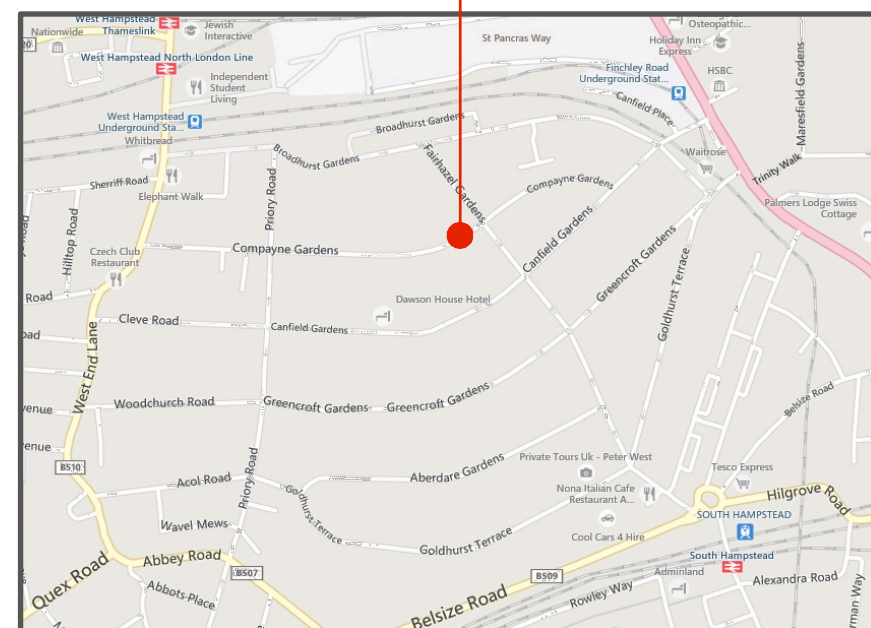 West Hampstead
Thameslink
Nationwide
Jewish
Interactive
West Hampstead North London Line
Independent
Student
Living
West Hampstead
Underground Sta...
Whitbread
St Pancras Way
Osteopathic...
Holiday Inn
Express
HSBC
Finchley Road
Underground-Stat...
Canfield-Place
Maresfield-Gardens
Waitrose
Trinity Walk
Palmers Lodge Swiss
Cottage
Broadhurst Gardens
Broadhurst Gardens
Fairhazel Gardens
Compayne Gardens
Sherriff Road
Elephant Walk
Priory Road
Hilltop Road
Compayne Gardens
Canfield Gardens
Greencroft Gardens
Goldhurst Terrace
Czech Club
Restaurant
Road
Dawson House Hotel
Cleve Road
Canfield Gardens
West End Lane
Woodchurch Road
Greencroft Gardens
Greencroft Gardens
Belsize Road
venue
enue
B510
Acol Road
Priory Road
Goldhurst Terrace
Aberdare Gardens
Private Tours Uk - Peter West
Nona Italian Cafe
Restaurant A...
Tesco Express
Hilgrove Road
SOUTH HAMPSTEAD
Cool Cars 4 Hire
Wavel Mews
Goldhurst Terrace
Abbey Road
Quex Road
B507
Abbots Place
B509
South Hampstead
Adminland
Alexandra Road
Rowley Way
Belsize Road
rman Way